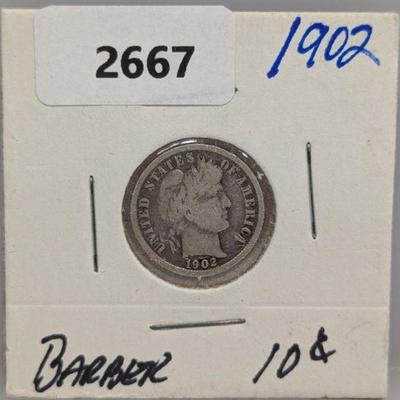 2667
1902
UNITED STATES OF AMERICA
1902
BARBER 10¢